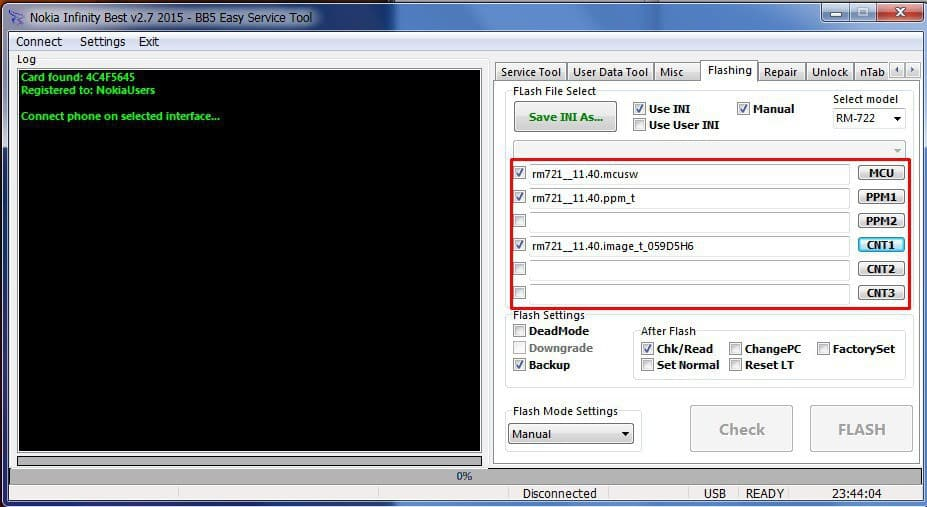 Nokia Infinity Best v2.7 2015 - BB5 Easy Service Tool
Connect Settings Exit
Log
Card found: 4C4F5645
Registered to: NokiaUsers
Connect phone on selected interface...
Service Tool User Data Tool Misc Flashing Repair Unlock nTab
FLash File Select
Save INI As...
Use INI
Use User INI
Manual
Select model
RM-722
rm721__11.40.mcusw MCU
rm721__11.40.ppm_t PPM1
PPM2
rm721__11.40.image_t_059D5H6 CNT1
CNT2
CNT3
Flash Settings
DeadMode
Downgrade
Backup
After Flash
Chk/Read ChangePC FactorySet
Set Normal Reset LT
Flash Mode Settings
Manual
Check FLASH
0%
Disconnected USB READY 23:44:04